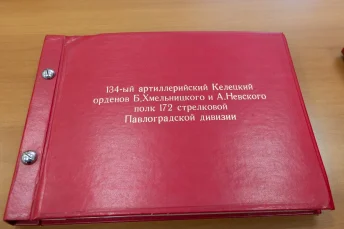 134-ый артиллерийский Келецкий
орденов Б.Хмельницкого и А.Невского
полк 172 стрелковой
Павлоградской дивизии